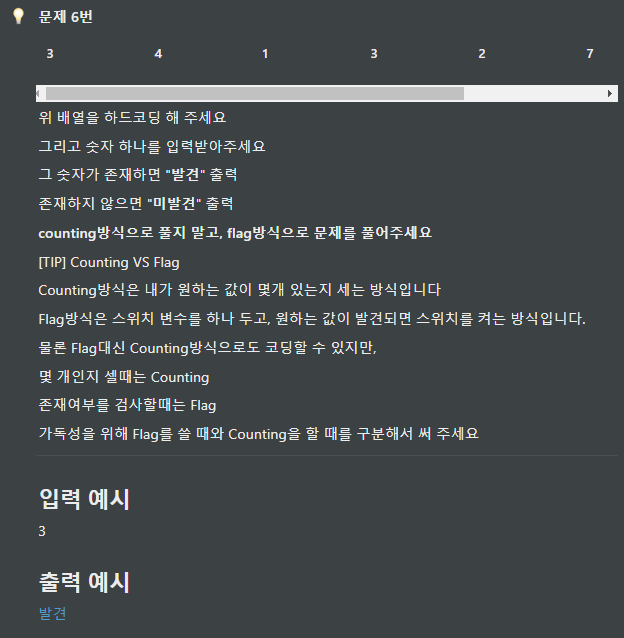 문제 6번
3 4 1 3 2 7
위 배열을 하드코딩 해 주세요
그리고 숫자 하나를 입력받아주세요
그 숫자가 존재하면 "발견" 출력
존재하지 않으면 "미발견" 출력
counting방식으로 풀지 말고, flag방식으로 문제를 풀어주세요
[TIP] Counting VS Flag
Counting방식은 내가 원하는 값이 몇개 있는지 세는 방식입니다
Flag방식은 스위치 변수를 하나 두고, 원하는 값이 발견되면 스위치를 켜는 방식입니다.
물론 Flag대신 Counting방식으로도 코딩할 수 있지만,
몇 개인지 셀때는 Counting
존재여부를 검사할때는 Flag
가독성을 위해 Flag를 쓸 때와 Counting을 할 때를 구분해서 써 주세요
입력 예시
3
출력 예시
발견